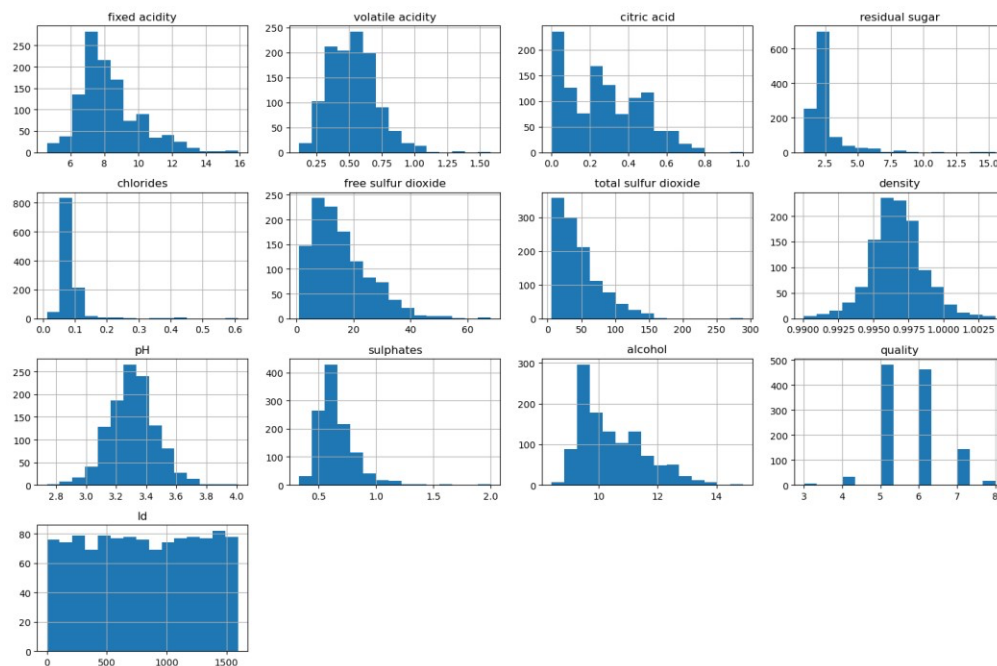 fixed acidity
volatile acidity
citric acid
residual sugar
250
200
150
100
50
0
6 8 10 12 14 16
250
200
150
100
50
0
0.25 0.50 0.75 1.00 1.25 1.50
200
150
100
50
0
0.0 0.2 0.4 0.6 0.8 1.0
600
400
200
0
2.5 5.0 7.5 10.0 12.5 15.0
chlorides
free sulfur dioxide
total sulfur dioxide
density
800
600
400
200
0
0.0 0.1 0.2 0.3 0.4 0.5 0.6
250
200
150
100
50
0
0 20 40 60
300
200
100
0
0 50 100 150 200 250 300
200
150
100
50
0
0.9900 0.9925 0.9950 0.9975 1.0000 1.0025
pH
sulphates
alcohol
quality
250
200
150
100
50
0
2.8 3.0 3.2 3.4 3.6 3.8 4.0
400
300
200
100
0
0.5 1.0 1.5 2.0
300
200
100
0
10 12 14
500
400
300
200
100
0
3 4 5 6 7 8
Id
80
60
40
20
0
0 500 1000 1500